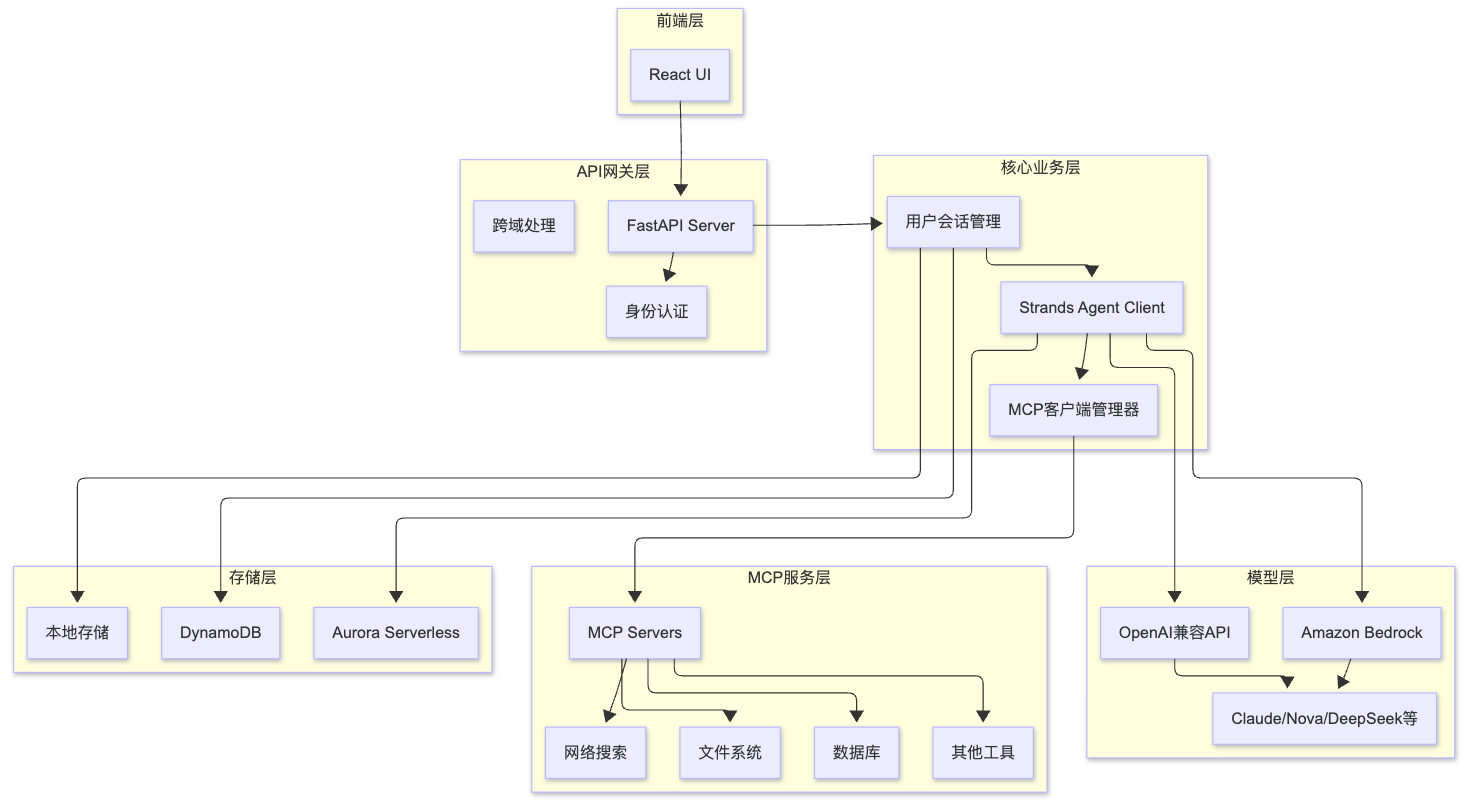 前端层
React UI
API网关层
跨域处理
FastAPI Server
身份认证
核心业务层
用户会话管理
Strands Agent Client
MCP客户端管理器
存储层
本地存储
DynamoDB
Aurora Serverless
MCP服务层
MCP Servers
网络搜索
文件系统
数据库
其他工具
模型层
OpenAI兼容API
Amazon Bedrock
Claude/Nova/DeepSeek等